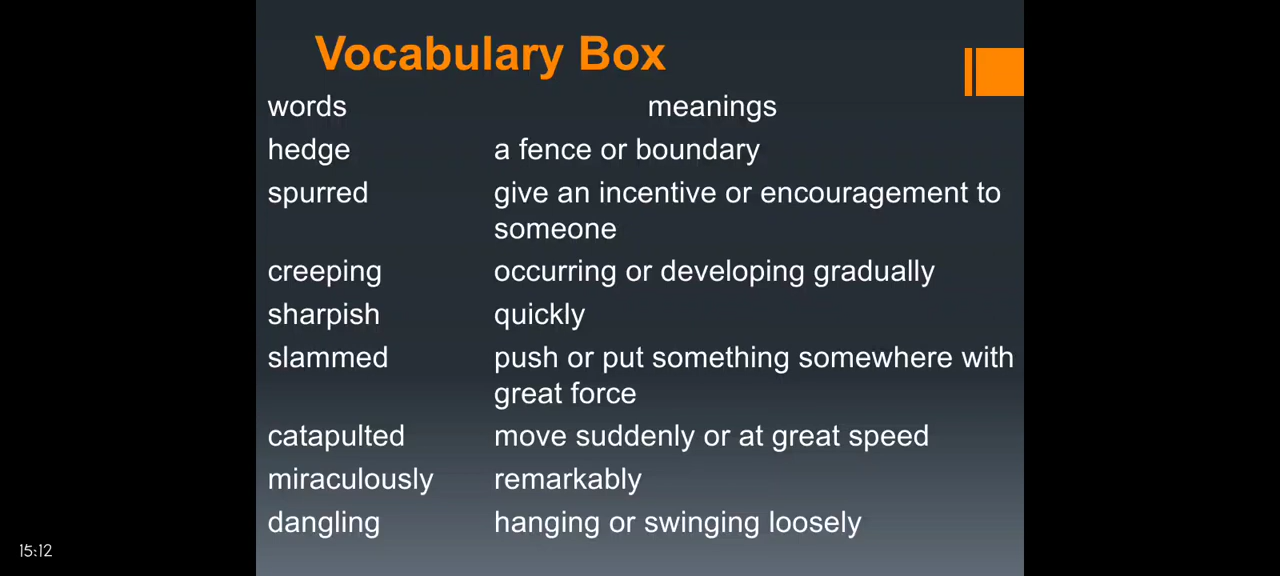 Vocabulary Box
words meanings
hedge a fence or boundary
spurred give an incentive or encouragement to
someone
creeping occurring or developing gradually
sharpish quickly
slammed push or put something somewhere with
great force
catapulted move suddenly or at great speed
miraculously remarkably
dangling hanging or swinging loosely
15:12